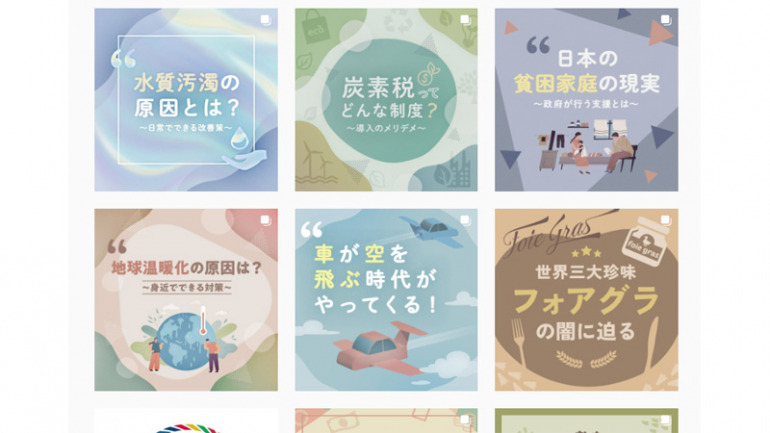 水質汚濁の
原因とは？
〜日常でできる改善策〜
炭素税って
どんな制度？
〜導入のメリデメ〜
eco
日本の
貧困家庭の現実
〜政府が行う支援とは〜
地球温暖化の原因は？
〜身近でできる対策〜
車が空を
飛ぶ時代が
やってくる！
Foie Gras
foie gras
世界三大珍味
フォアグラ
の闇に迫る